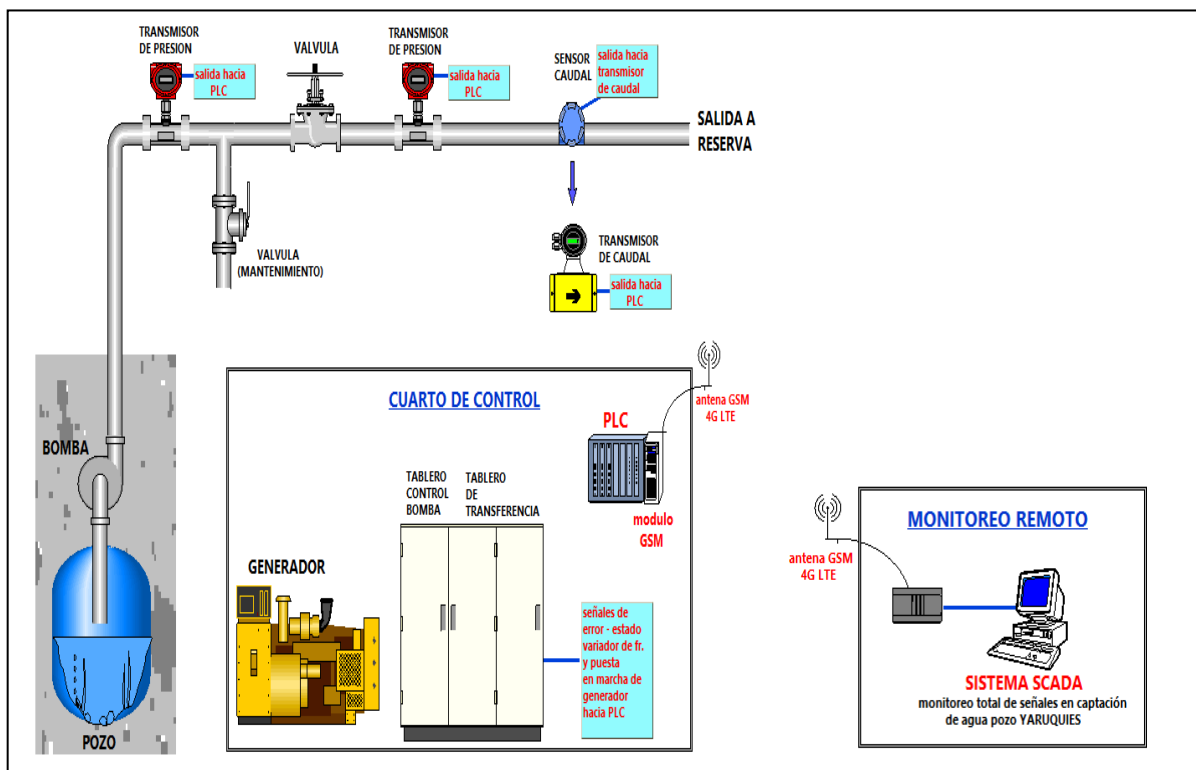 TRANSMISOR
DE PRESION
salida hacia
PLC
VALVULA
TRANSMISOR
DE PRESION
salida hacia
PLC
SENSOR
CAUDAL
salida hacia
transmisor
de caudal
SALIDA A
RESERVA
VALVULA
(MANTENIMIENTO)
TRANSMISOR
DE CAUDAL
salida hacia
PLC
BOMBA
POZO
CUARTO DE CONTROL
PLC
modulo
GSM
antena GSM
4G LTE
TABLERO
CONTROL
BOMBA
TABLERO
DE
TRANSFERENCIA
GENERADOR
señales de
error - estado
variador de fr.
y puesta
en marcha de
generador
hacia PLC
MONITOREO REMOTO
antena GSM
4G LTE
SISTEMA SCADA
monitoreo total de señales en captación
de agua pozo YARUQUIES